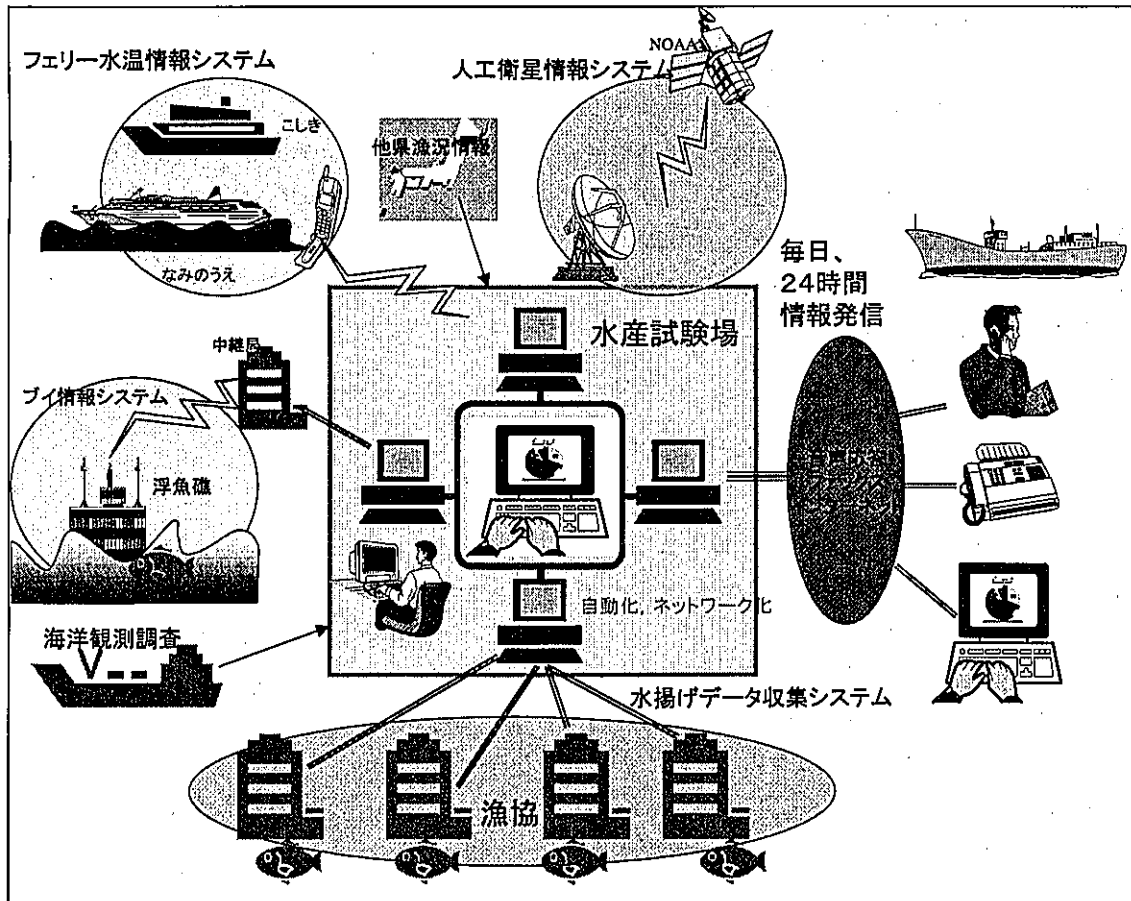 フェリー水温情報システム
こしき
なみのうえ
他県漁況情報
NOAA
人工衛星情報システム
毎日、
24時間
情報発信
水産試験場
中継局
ブイ情報システム
浮魚礁
自動化，ネットワーク化
海洋観測調査
水揚げデータ収集システム
漁協